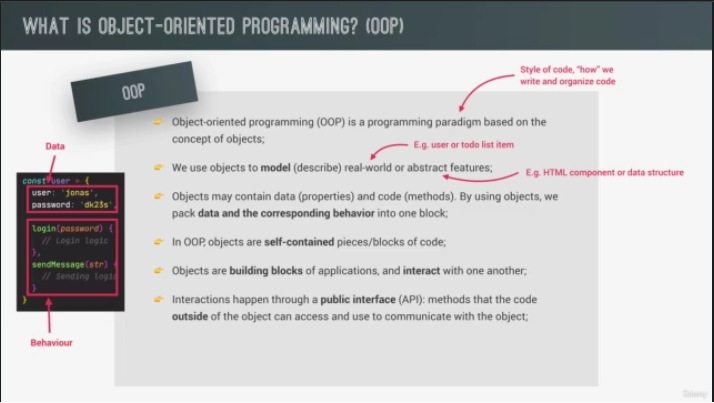 WHAT IS OBJECT-ORIENTED PROGRAMMING? (OOP)
Style of code, "how" we
write and organize code
OOP
👉 Object-oriented programming (OOP) is a programming paradigm based on the
concept of objects;
E.g. user or todo list item
Data
👉 We use objects to model (describe) real-world or abstract features;
E.g. HTML component or data structure
const user = {
user: 'jonas',
password: 'dk23s',
login(password) {
// Login logic
},
sendMessage(str) {
// Sending logic
}
}
Behaviour
👉 Objects may contain data (properties) and code (methods). By using objects, we
pack data and the corresponding behavior into one block;
👉 In OOP, objects are self-contained pieces/blocks of code;
👉 Objects are building blocks of applications, and interact with one another;
👉 Interactions happen through a public interface (API): methods that the code
outside of the object can access and use to communicate with the object;
Udemy